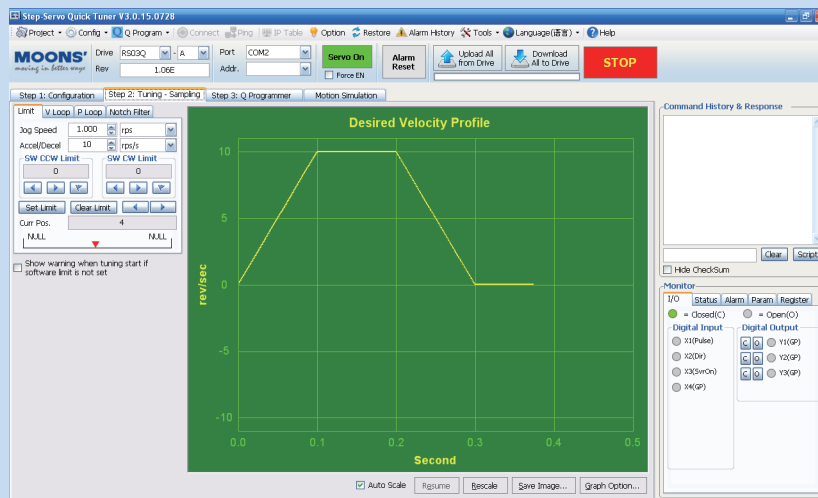 Step-Servo Quick Tuner V3.0.15.0728
Project Config Q Program Connect Ping IP Table Option Restore Alarm History Tools Language(语言) Help
MOONS' moving in better ways
Drive RS03Q - A Port COM2
Rev 1.06E Addr.
Servo On
Force EN
Alarm Reset
Upload All from Drive
Download All to Drive
STOP
Step 1: Configuration Step 2: Tuning - Sampling Step 3: Q Programmer Motion Simulation
Limit V Loop P Loop Notch Filter
Jog Speed 1.000 rps
Accel/Decel 10 rps/s
SW CCW Limit SW CW Limit
0 0
Set Limit Clear Limit
Curr Pos. 4
NULL NULL
Show warning when tuning start if
software limit is not set
Desired Velocity Profile
rev/sec
10
5
0
-5
-10
0.0 0.1 0.2 0.3 0.4 0.5
Second
Auto Scale Resume Rescale Save Image... Graph Option...
Command History & Response
Clear Script
Hide CheckSum
Monitor
I/O Status Alarm Param Register
= Closed(C) = Open(O)
Digital Input Digital Output
X1(Pulse) C O Y1(GP)
X2(Dir) C O Y2(GP)
X3(SvrOn) C O Y3(GP)
X4(GP)